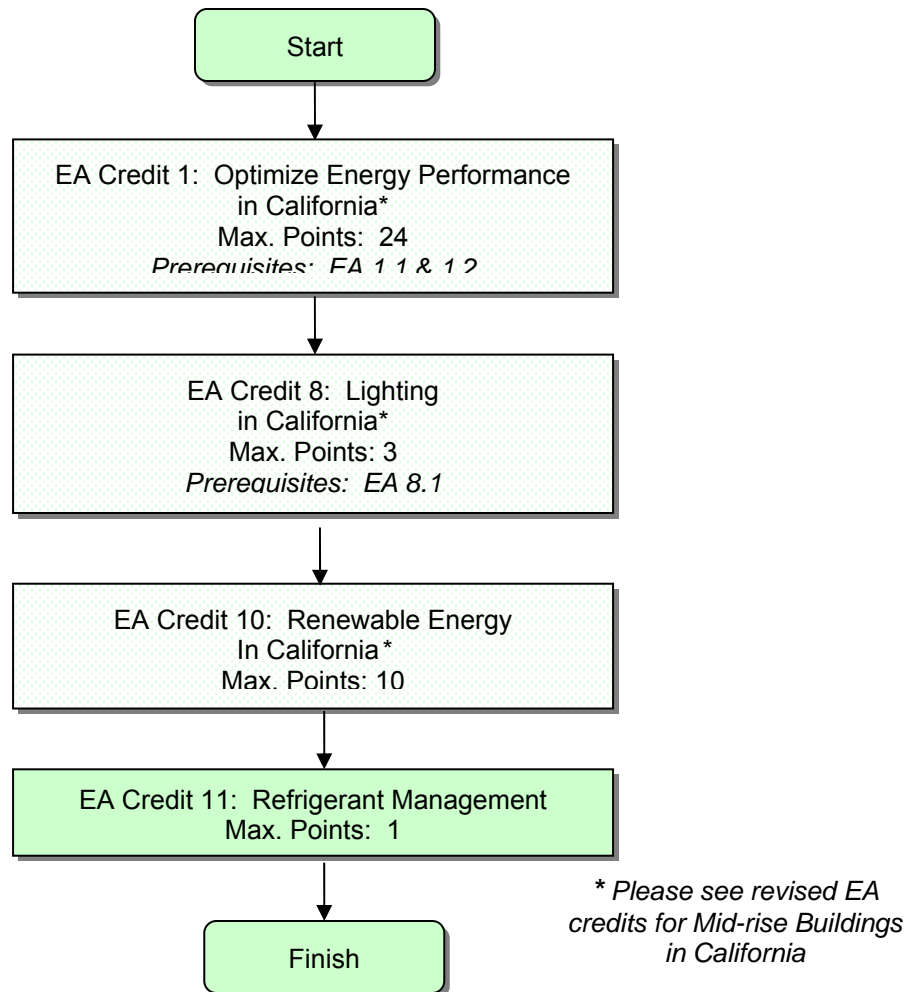 Start
EA Credit 1: Optimize Energy Performance
in California*
Max. Points: 24
Prerequisites: EA 1.1 & 1.2
EA Credit 8: Lighting
in California*
Max. Points: 3
Prerequisites: EA 8.1
EA Credit 10: Renewable Energy
In California*
Max. Points: 10
EA Credit 11: Refrigerant Management
Max. Points: 1
* Please see revised EA
credits for Mid-rise Buildings
in California
Finish